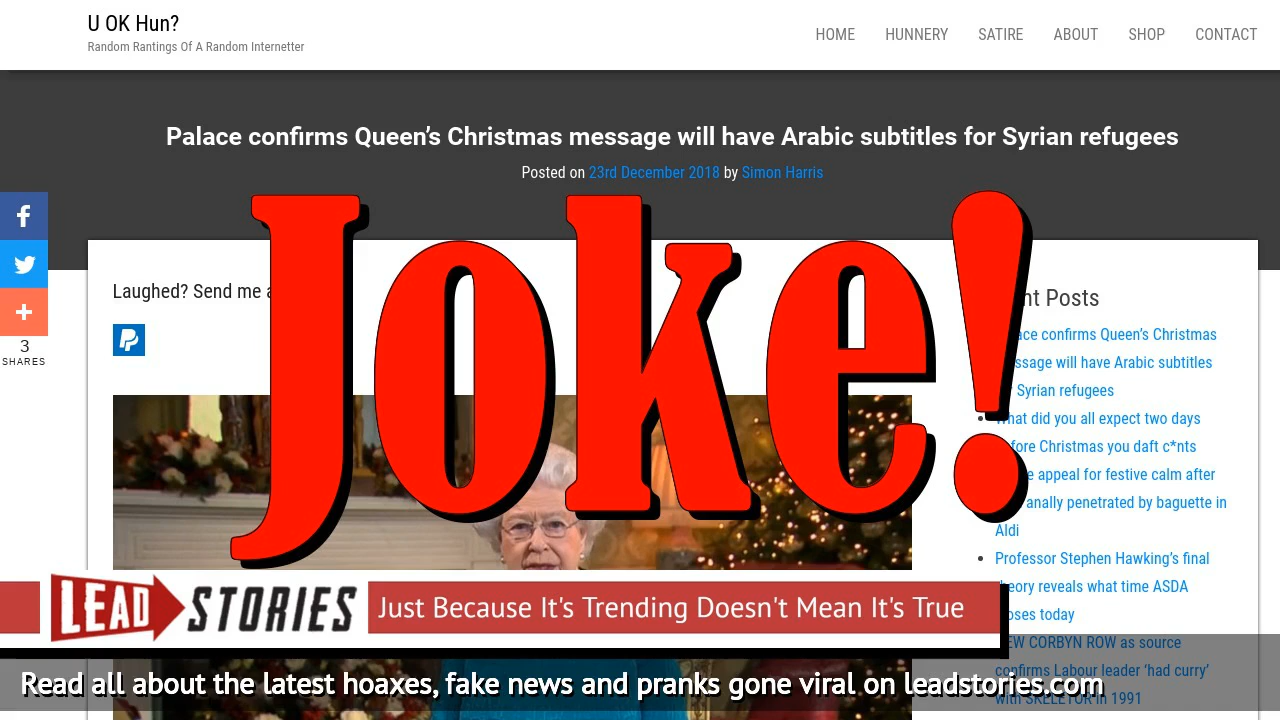 U OK Hun?
Random Rantings Of A Random Internetter
HOME HUNNERY SATIRE ABOUT SHOP CONTACT
Palace confirms Queen’s Christmas message will have Arabic subtitles for Syrian refugees
Posted on 23rd December 2018 by Simon Harris
Joke!
3
SHARES
Laughed? Send me
nt Posts
ace confirms Queen’s Christmas
ssage will have Arabic subtitles
Syrian refugees
What did you all expect two days
fore Christmas you daft c*nts
e appeal for festive calm after
anally penetrated by baguette in
Aldi
Professor Stephen Hawking’s final
theory reveals what time ASDA
closes today
NEW CORBYN ROW as source
confirms Labour leader ‘had curry’
with SKELETOR in 1991
LEAD STORIES
Just Because It's Trending Doesn't Mean It's True
Read all about the latest hoaxes, fake news and pranks gone viral on leadstories.com